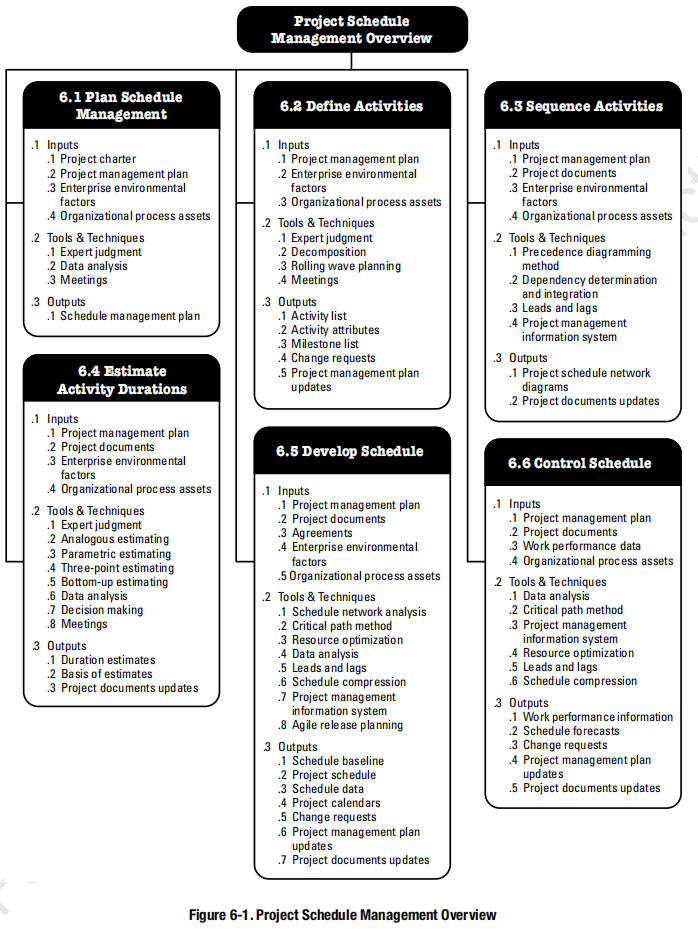 Project Schedule
Management Overview
6.1 Plan Schedule
Management
.1 Inputs
.1 Project charter
.2 Project management plan
.3 Enterprise environmental
factors
.4 Organizational process assets
.2 Tools & Techniques
.1 Expert judgment
.2 Data analysis
.3 Meetings
.3 Outputs
.1 Schedule management plan
6.2 Define Activities
.1 Inputs
.1 Project management plan
.2 Enterprise environmental
factors
.3 Organizational process assets
.2 Tools & Techniques
.1 Expert judgment
.2 Decomposition
.3 Rolling wave planning
.4 Meetings
.3 Outputs
.1 Activity list
.2 Activity attributes
.3 Milestone list
.4 Change requests
.5 Project management plan
updates
6.3 Sequence Activities
.1 Inputs
.1 Project management plan
.2 Project documents
.3 Enterprise environmental
factors
.4 Organizational process assets
.2 Tools & Techniques
.1 Precedence diagramming
method
.2 Dependency determination
and integration
.3 Leads and lags
.4 Project management
information system
.3 Outputs
.1 Project schedule network
diagrams
.2 Project documents updates
6.4 Estimate
Activity Durations
.1 Inputs
.1 Project management plan
.2 Project documents
.3 Enterprise environmental
factors
.4 Organizational process assets
.2 Tools & Techniques
.1 Expert judgment
.2 Analogous estimating
.3 Parametric estimating
.4 Three-point estimating
.5 Bottom-up estimating
.6 Data analysis
.7 Decision making
.8 Meetings
.3 Outputs
.1 Duration estimates
.2 Basis of estimates
.3 Project documents updates
6.5 Develop Schedule
.1 Inputs
.1 Project management plan
.2 Project documents
.3 Agreements
.4 Enterprise environmental
factors
.5 Organizational process assets
.2 Tools & Techniques
.1 Schedule network analysis
.2 Critical path method
.3 Resource optimization
.4 Data analysis
.5 Leads and lags
.6 Schedule compression
.7 Project management
information system
.8 Agile release planning
.3 Outputs
.1 Schedule baseline
.2 Project schedule
.3 Schedule data
.4 Project calendars
.5 Change requests
.6 Project management plan
updates
.7 Project documents updates
6.6 Control Schedule
.1 Inputs
.1 Project management plan
.2 Project documents
.3 Work performance data
.4 Organizational process assets
.2 Tools & Techniques
.1 Data analysis
.2 Critical path method
.3 Project management
information system
.4 Resource optimization
.5 Leads and lags
.6 Schedule compression
.3 Outputs
.1 Work performance information
.2 Schedule forecasts
.3 Change requests
.4 Project management plan
updates
.5 Project documents updates
Figure 6-1. Project Schedule Management Overview